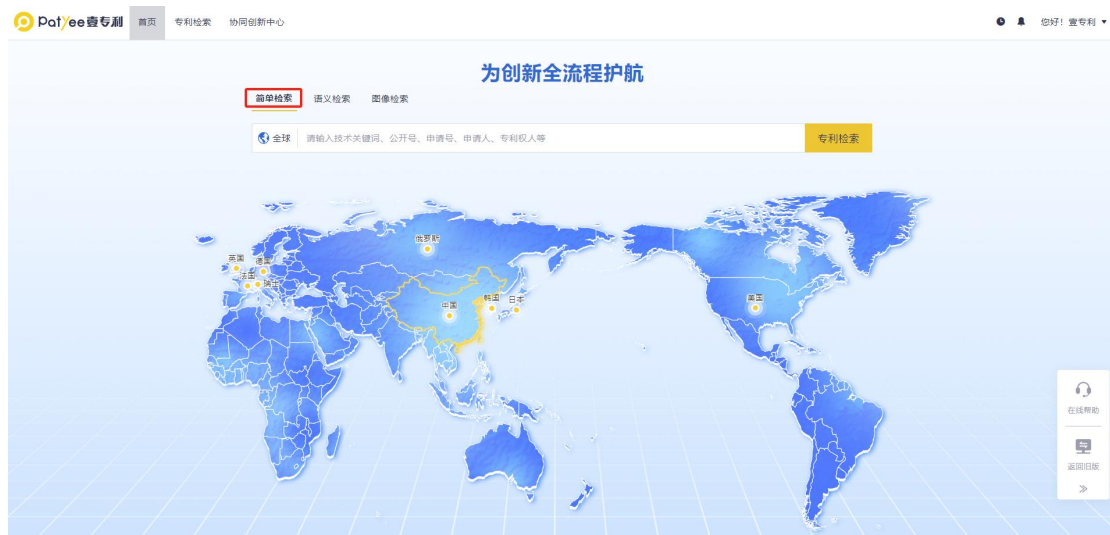 Patyee壹专利 首页 专利检索 协同创新中心 您好！壹专利
为创新全流程护航
简单检索 语义检索 图像检索
全球 请输入技术关键词、公开号、申请号、申请人、专利权人等 专利检索
俄罗斯
英国
德国
法国
瑞士
中国
韩国
日本
美国
在线帮助
返回旧版